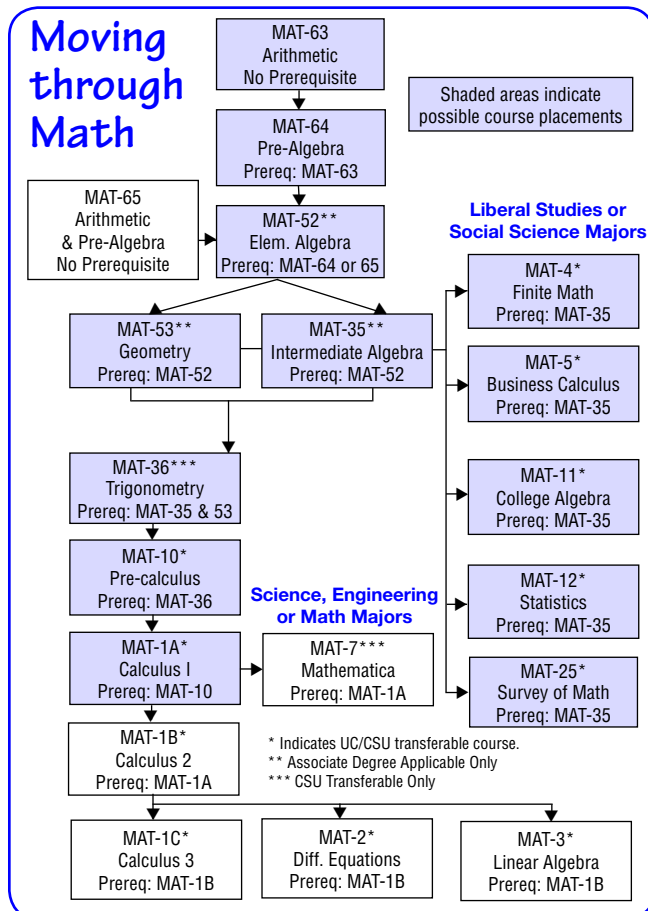 Moving
through
Math
MAT-63
Arithmetic
No Prerequisite
Shaded areas indicate
possible course placements
MAT-64
Pre-Algebra
Prereq: MAT-63
MAT-65
Arithmetic
& Pre-Algebra
No Prerequisite
MAT-52**
Elem. Algebra
Prereq: MAT-64 or 65
Liberal Studies or
Social Science Majors
MAT-4*
Finite Math
Prereq: MAT-35
MAT-53**
Geometry
Prereq: MAT-52
MAT-35**
Intermediate Algebra
Prereq: MAT-52
MAT-5*
Business Calculus
Prereq: MAT-35
MAT-36***
Trigonometry
Prereq: MAT-35 & 53
MAT-11*
College Algebra
Prereq: MAT-35
MAT-10*
Pre-calculus
Prereq: MAT-36
Science, Engineering
or Math Majors
MAT-12*
Statistics
Prereq: MAT-35
MAT-1A*
Calculus I
Prereq: MAT-10
MAT-7***
Mathematica
Prereq: MAT-1A
MAT-25*
Survey of Math
Prereq: MAT-35
MAT-1B*
Calculus 2
Prereq: MAT-1A
* Indicates UC/CSU transferable course.
** Associate Degree Applicable Only
*** CSU Transferable Only
MAT-1C*
Calculus 3
Prereq: MAT-1B
MAT-2*
Diff. Equations
Prereq: MAT-1B
MAT-3*
Linear Algebra
Prereq: MAT-1B